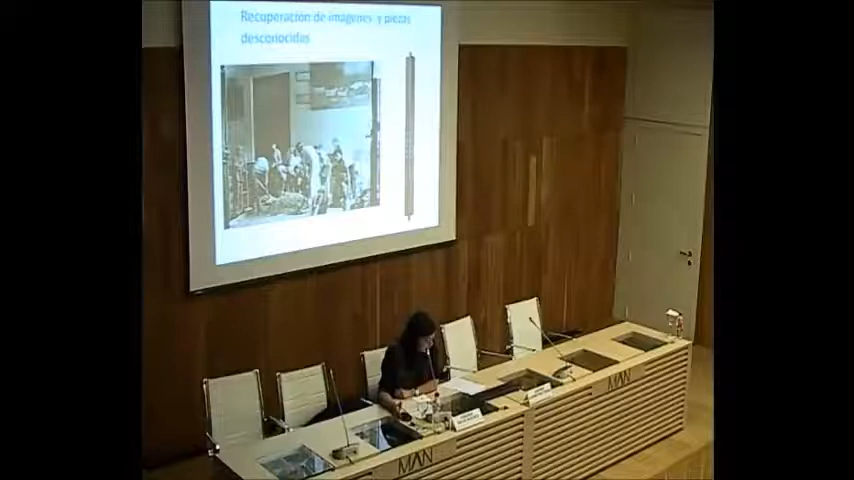 Recuperación de imágenes y piezas
desconocidas
MAN
MAN